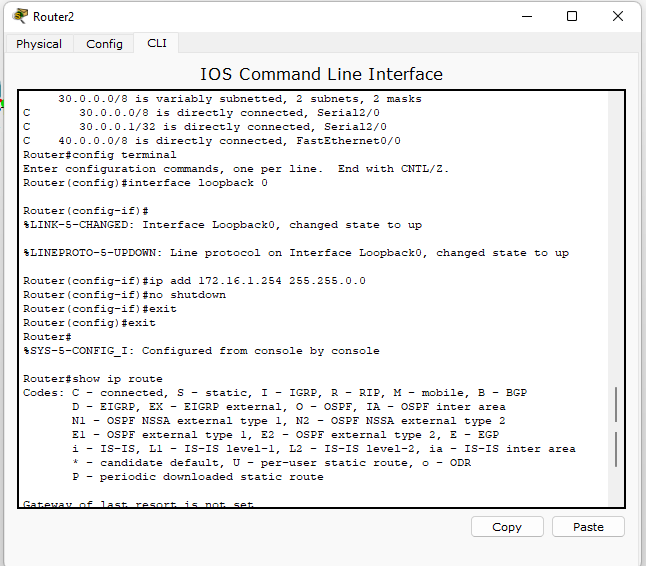 Router2
Physical Config CLI
IOS Command Line Interface
30.0.0.0/8 is variably subnetted, 2 subnets, 2 masks
C 30.0.0.0/8 is directly connected, Serial2/0
C 30.0.0.1/32 is directly connected, Serial2/0
C 40.0.0.0/8 is directly connected, FastEthernet0/0
Router#config terminal
Enter configuration commands, one per line. End with CNTL/Z.
Router(config)#interface loopback 0
Router(config-if)#
%LINK-5-CHANGED: Interface Loopback0, changed state to up
%LINEPROTO-5-UPDOWN: Line protocol on Interface Loopback0, changed state to up
Router(config-if)#ip add 172.16.1.254 255.255.0.0
Router(config-if)#no shutdown
Router(config-if)#exit
Router(config)#exit
Router#
%SYS-5-CONFIG_I: Configured from console by console
Router#show ip route
Codes: C - connected, S - static, I - IGRP, R - RIP, M - mobile, B - BGP
D - EIGRP, EX - EIGRP external, O - OSPF, IA - OSPF inter area
N1 - OSPF NSSA external type 1, N2 - OSPF NSSA external type 2
E1 - OSPF external type 1, E2 - OSPF external type 2, E - EGP
i - IS-IS, L1 - IS-IS level-1, L2 - IS-IS level-2, ia - IS-IS inter area
* - candidate default, U - per-user static route, o - ODR
P - periodic downloaded static route
Gateway of last resort is not set
Copy Paste